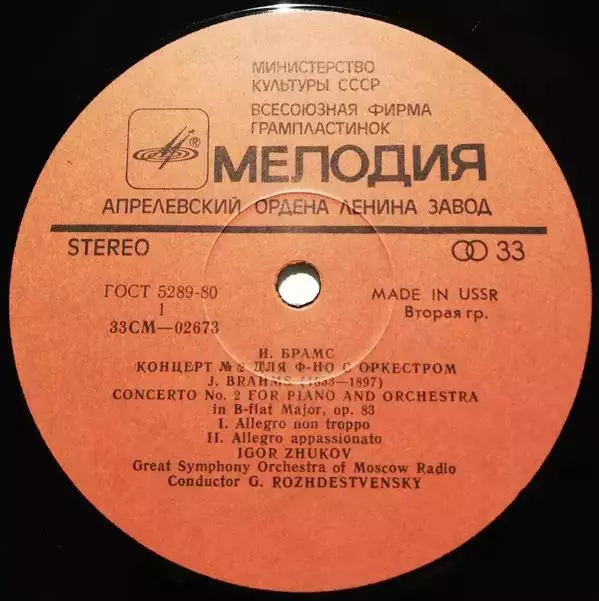 МИНИСТЕРСТВО
КУЛЬТУРЫ СССР
ВСЕСОЮЗНАЯ ФИРМА
ГРАМПЛАСТИНОК
®
МЕЛОДИЯ
АПРЕЛЕВСКИЙ ОРДЕНА ЛЕНИНА ЗАВОД
STEREO
33
ГОСТ 5289-80
MADE IN USSR
I
Вторая гр.
33СМ—02673
И. БРАМС
КОНЦЕРТ № 2 ДЛЯ Ф-НО С ОРКЕСТРОМ
J. BRAHMS (1833—1897)
CONCERTO No. 2 FOR PIANO AND ORCHESTRA
in B-flat Major, op. 83
I. Allegro non troppo
II. Allegro appassionato
IGOR ZHUKOV
Great Symphony Orchestra of Moscow Radio
Conductor G. ROZHDESTVENSKY